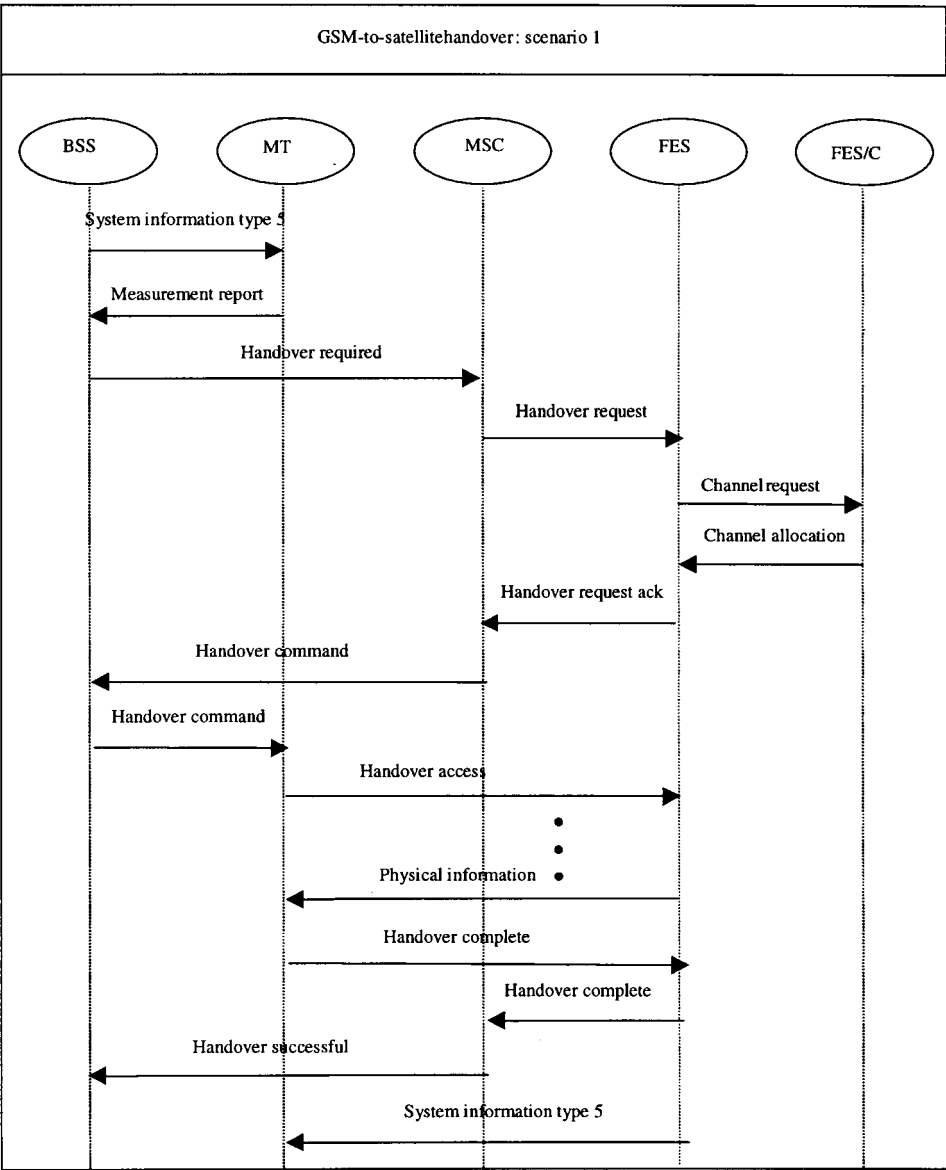 GSM-to-satellitehandover: scenario 1
BSS
MT
MSC
FES
FES/C
System information type 5
Measurement report
Handover required
Handover request
Channel request
Channel allocation
Handover request ack
Handover command
Handover command
Handover access
Physical information
Handover complete
Handover complete
Handover successful
System information type 5